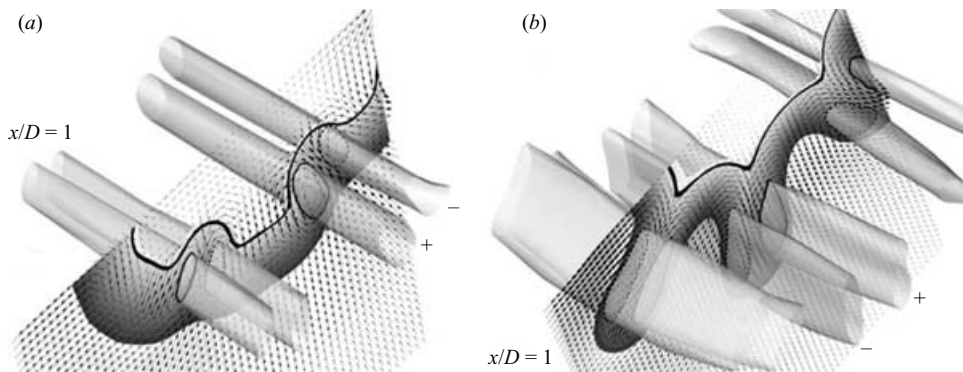 (a)
(b)
x/D = 1
−
+
+
−
x/D = 1